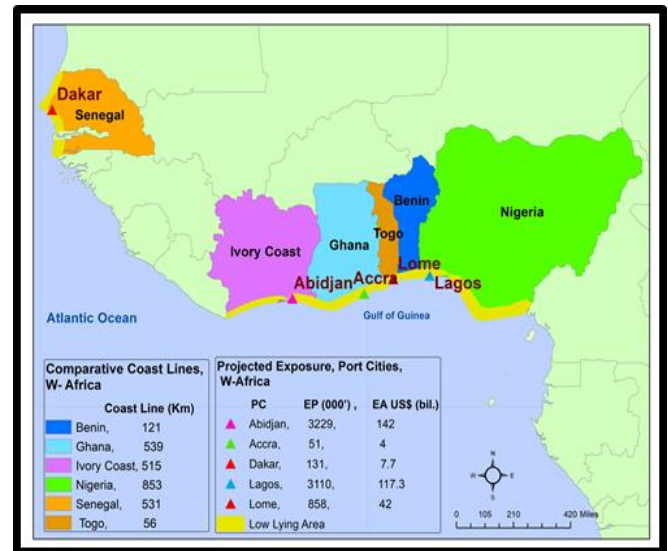 Dakar
Senegal
Benin
Nigeria
Togo
Ghana
Ivory Coast
Lome
Accra
Abidjan
Lagos
Atlantic Ocean
Gulf of Guinea
Comparative Coast Lines,
W- Africa
Coast Line (Km)
Benin, 121
Ghana, 539
Ivory Coast, 515
Nigeria, 853
Senegal, 531
Togo, 56
Projected Exposure, Port Cities,
W-Africa
PC EP (000') , EA US$ (bil.)
Abidjan, 3229, 142
Accra, 51, 4
Dakar, 131, 7.7
Lagos, 3110, 117.3
Lome, 858, 42
Low Lying Area
N
W E
S
0 105 210 420 Miles